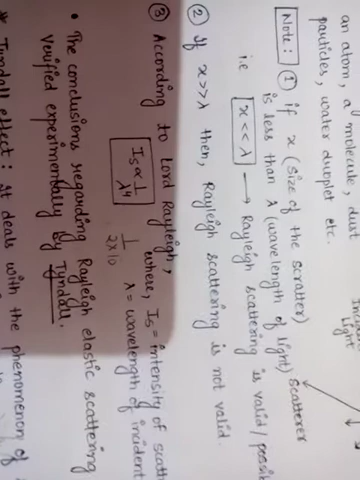 an atom, a molecule, dust
particles, water droplet etc.
Light
Note: ① if x (size of the scratter)
is less than λ (wavelength of light) Scatterer
i.e x << λ → Rayleigh scattering is valid/possib
② If x >> λ then, Rayleigh scattering is not valid.
③ According to lord Rayleigh,
Is ∝ 1/λ⁴ where, Is = intensity of scatt
λ = wavelength of incident
• The conclusions regarding Rayleigh elastic scattering
verified experimentally by Tyndall.
* Tyndall effect: It deals with the phenomenon of